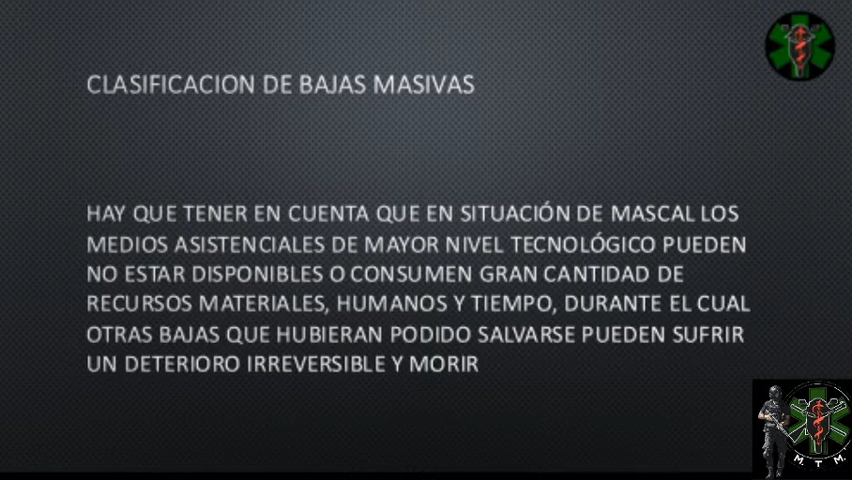 CLASIFICACION DE BAJAS MASIVAS
HAY QUE TENER EN CUENTA QUE EN SITUACIÓN DE MASCAL LOS
MEDIOS ASISTENCIALES DE MAYOR NIVEL TECNOLÓGICO PUEDEN
NO ESTAR DISPONIBLES O CONSUMEN GRAN CANTIDAD DE
RECURSOS MATERIALES, HUMANOS Y TIEMPO, DURANTE EL CUAL
OTRAS BAJAS QUE HUBIERAN PODIDO SALVARSE PUEDEN SUFRIR
UN DETERIORO IRREVERSIBLE Y MORIR
M. T M.